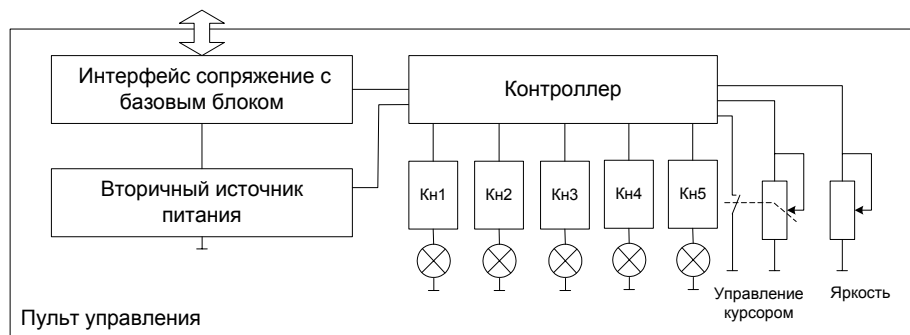 Интерфейс сопряжение с
базовым блоком
Контроллер
Вторичный источник
питания
Кн1
Кн2
Кн3
Кн4
Кн5
Управление
курсором
Яркость
Пульт управления